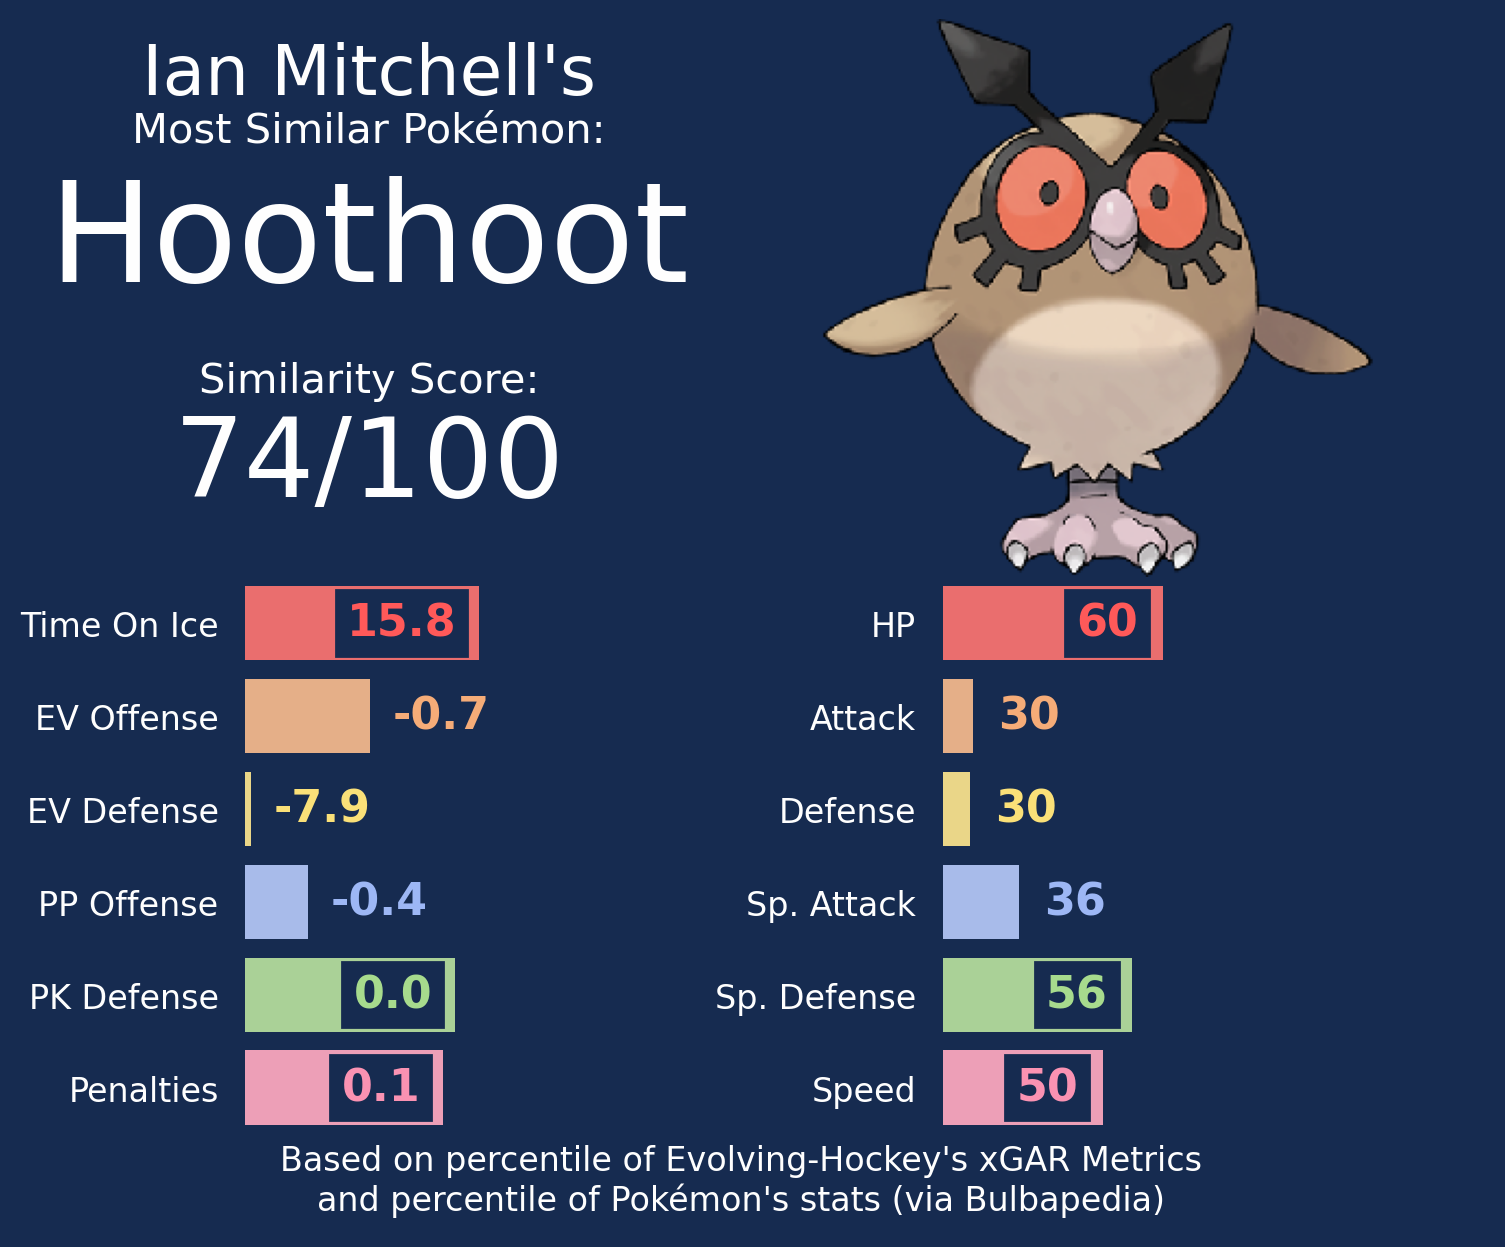 Ian Mitchell's
Most Similar Pokémon:
Hoothoot
Similarity Score:
74/100
Time On Ice 15.8
EV Offense -0.7
EV Defense -7.9
PP Offense -0.4
PK Defense 0.0
Penalties 0.1
HP 60
Attack 30
Defense 30
Sp. Attack 36
Sp. Defense 56
Speed 50
Based on percentile of Evolving-Hockey's xGAR Metrics
and percentile of Pokémon's stats (via Bulbapedia)